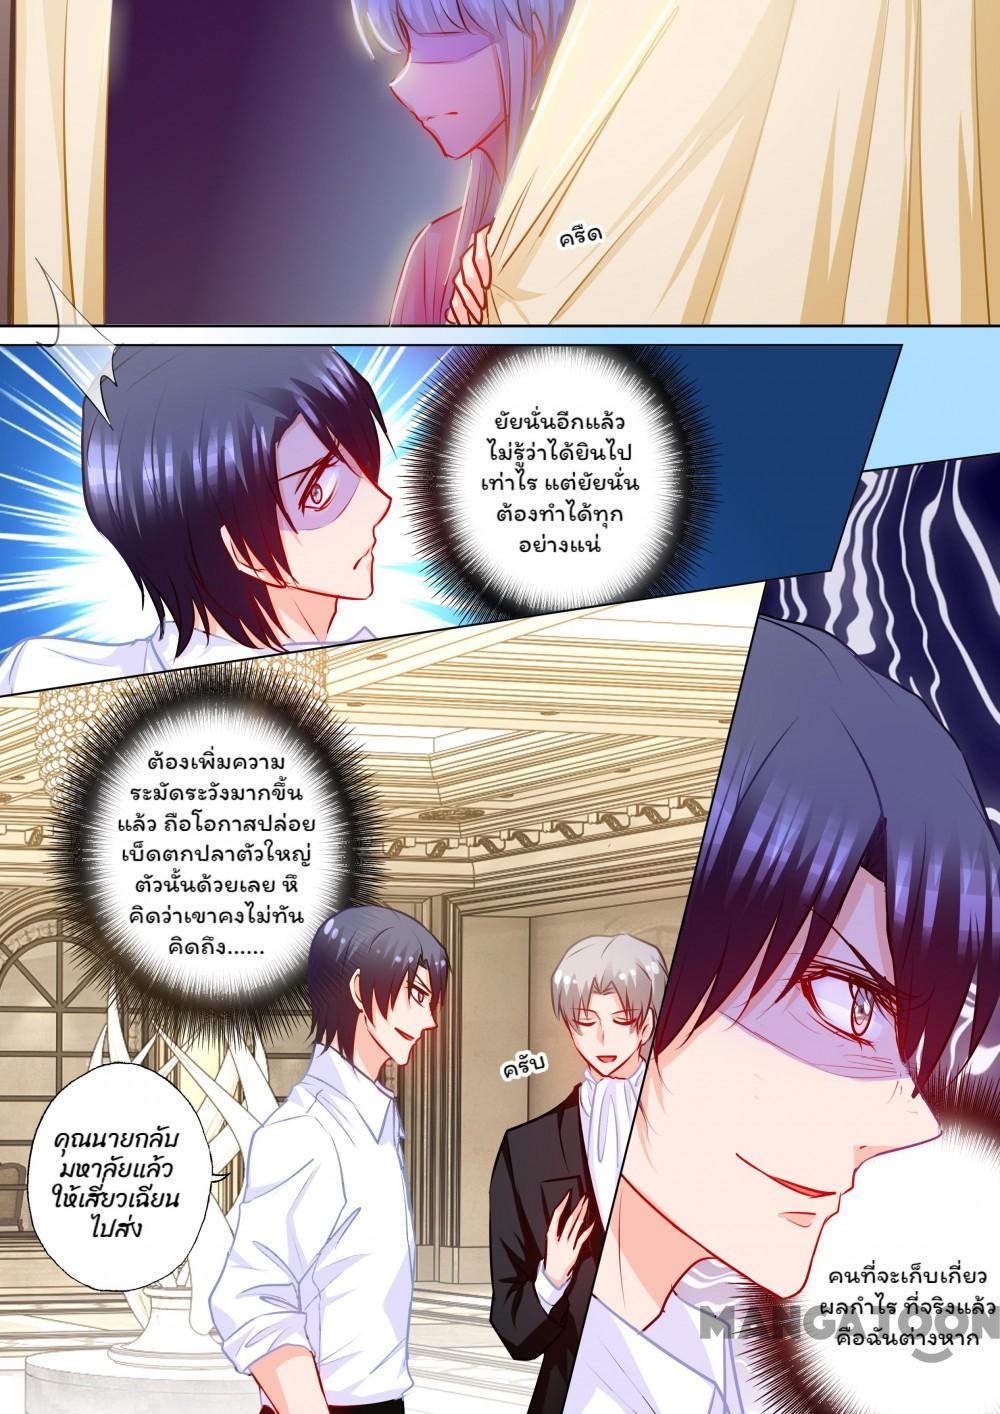 ครืด
ยัยนั่นอีกแล้ว
ไม่รู้ว่าได้ยินไป
เท่าไร แต่ยัยนั่น
ต้องทำได้ทุก
อย่างแน่
ต้องเพิ่มความ
ระมัดระวังมากขึ้น
แล้ว ถือโอกาสปล่อย
เบ็ดตกปลาตัวใหญ่
ตัวนั้นด้วยเลย หึ
คิดว่าเขาคงไม่ทัน
คิดถึง......
ครับ
คุณนายกลับ
มหาลัยแล้ว
ให้เสี่ยวเฉียน
ไปส่ง
คนที่จะเก็บเกี่ยว
ผลกำไร ที่จริงแล้ว
คือฉันต่างหาก
MANGATOON